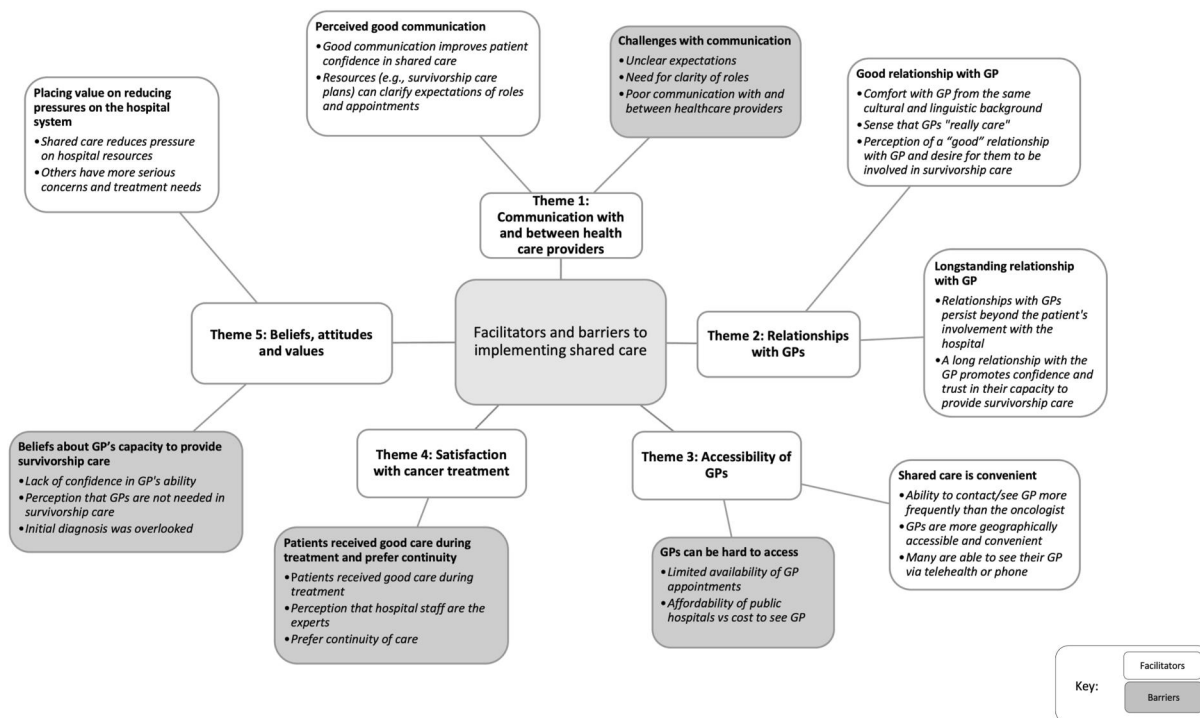 Perceived good communication
• Good communication improves patient
confidence in shared care
• Resources (e.g., survivorship care
plans) can clarify expectations of roles
and appointments
Challenges with communication
• Unclear expectations
• Need for clarity of roles
• Poor communication with and
between healthcare providers
Good relationship with GP
• Comfort with GP from the same
cultural and linguistic background
• Sense that GPs "really care"
• Perception of a “good” relationship
with GP and desire for them to be
involved in survivorship care
Placing value on reducing
pressures on the hospital
system
• Shared care reduces pressure
on hospital resources
• Others have more serious
concerns and treatment needs
Theme 1:
Communication with
and between health
care providers
Longstanding relationship
with GP
• Relationships with GPs
persist beyond the patient's
involvement with the
hospital
• A long relationship with the
GP promotes confidence and
trust in their capacity to
provide survivorship care
Theme 5: Beliefs, attitudes
and values
Facilitators and barriers to
implementing shared care
Theme 2: Relationships
with GPs
Beliefs about GP’s capacity to provide
survivorship care
• Lack of confidence in GP's ability
• Perception that GPs are not needed in
survivorship care
• Initial diagnosis was overlooked
Theme 4: Satisfaction
with cancer treatment
Theme 3: Accessibility of
GPs
Shared care is convenient
• Ability to contact/see GP more
frequently than the oncologist
• GPs are more geographically
accessible and convenient
• Many are able to see their GP
via telehealth or phone
Patients received good care during
treatment and prefer continuity
• Patients received good care during
treatment
• Perception that hospital staff are the
experts
• Prefer continuity of care
GPs can be hard to access
• Limited availability of GP
appointments
• Affordability of public
hospitals vs cost to see GP
Key:
Facilitators
Barriers